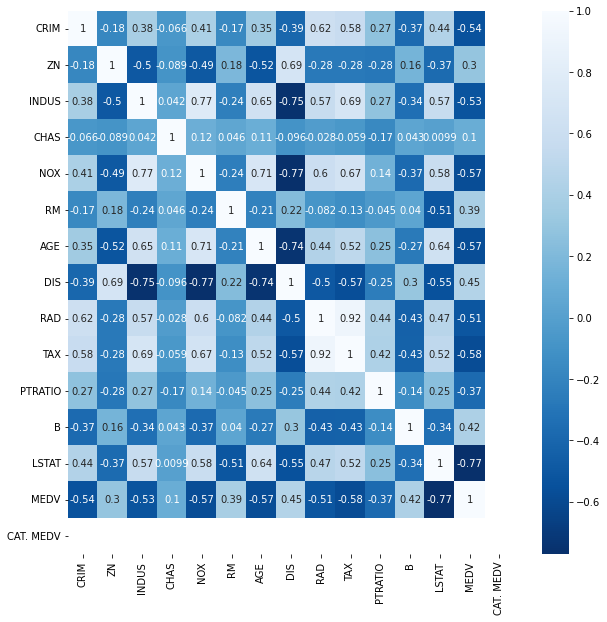 CRIM 1 -0.18 0.38 -0.066 0.41 -0.17 0.35 -0.39 0.62 0.58 0.27 -0.37 0.44 -0.54
ZN -0.18 1 -0.5 -0.089 -0.49 0.18 -0.52 0.69 -0.28 -0.28 -0.28 0.16 -0.37 0.3
INDUS 0.38 -0.5 1 0.042 0.77 -0.24 0.65 -0.75 0.57 0.69 0.27 -0.34 0.57 -0.53
CHAS -0.066 -0.089 0.042 1 0.12 0.046 0.11 -0.096 -0.028 -0.059 -0.17 0.043 0.0099 0.1
NOX 0.41 -0.49 0.77 0.12 1 -0.24 0.71 -0.77 0.6 0.67 0.14 -0.37 0.58 -0.57
RM -0.17 0.18 -0.24 0.046 -0.24 1 -0.21 0.22 -0.082 -0.13 -0.045 0.04 -0.51 0.39
AGE 0.35 -0.52 0.65 0.11 0.71 -0.21 1 -0.74 0.44 0.52 0.25 -0.27 0.64 -0.57
DIS -0.39 0.69 -0.75 -0.096 -0.77 0.22 -0.74 1 -0.5 -0.57 -0.25 0.3 -0.55 0.45
RAD 0.62 -0.28 0.57 -0.028 0.6 -0.082 0.44 -0.5 1 0.92 0.44 -0.43 0.47 -0.51
TAX 0.58 -0.28 0.69 -0.059 0.67 -0.13 0.52 -0.57 0.92 1 0.42 -0.43 0.52 -0.58
PTRATIO 0.27 -0.28 0.27 -0.17 0.14 -0.045 0.25 -0.25 0.44 0.42 1 -0.14 0.25 -0.37
B -0.37 0.16 -0.34 0.043 -0.37 0.04 -0.27 0.3 -0.43 -0.43 -0.14 1 -0.34 0.42
LSTAT 0.44 -0.37 0.57 0.0099 0.58 -0.51 0.64 -0.55 0.47 0.52 0.25 -0.34 1 -0.77
MEDV -0.54 0.3 -0.53 0.1 -0.57 0.39 -0.57 0.45 -0.51 -0.58 -0.37 0.42 -0.77 1
CAT. MEDV
CRIM ZN INDUS CHAS NOX RM AGE DIS RAD TAX PTRATIO B LSTAT MEDV CAT. MEDV
1.0
0.8
0.6
0.4
0.2
0.0
−0.2
−0.4
−0.6